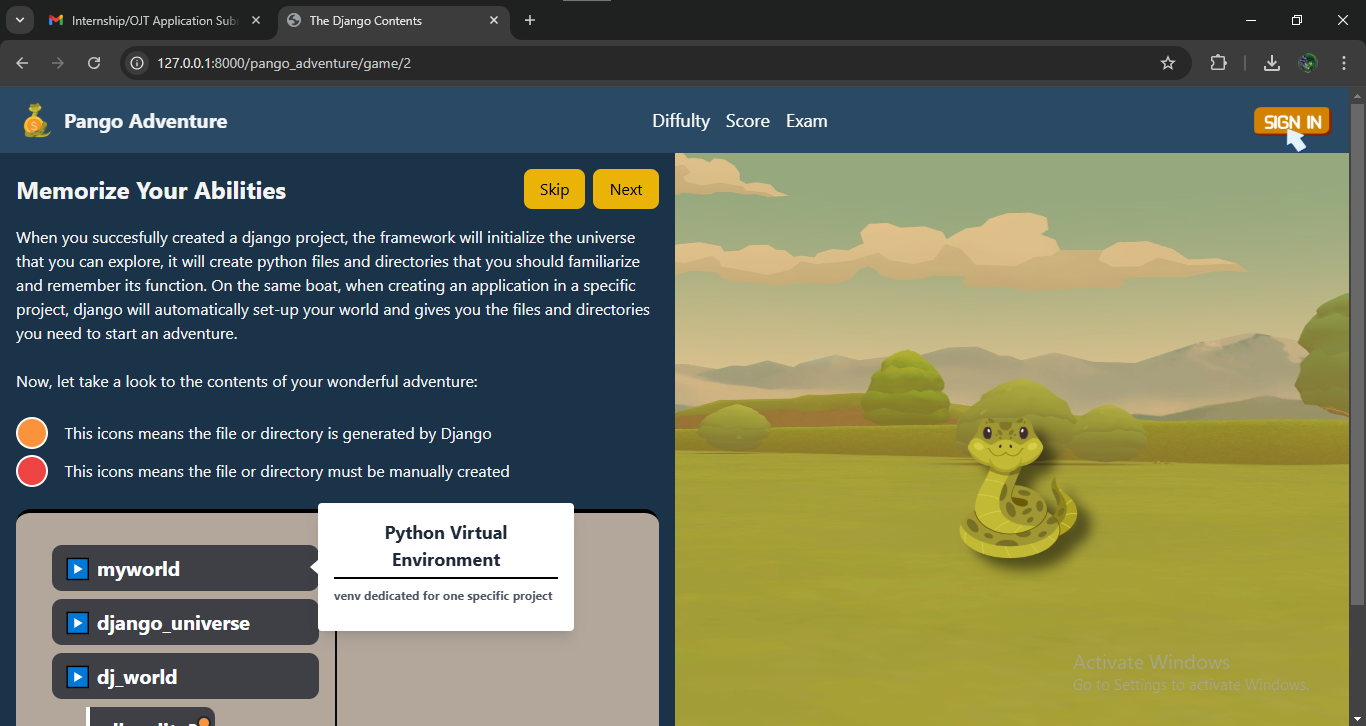 Internship/OJT Application Sub
The Django Contents
127.0.0.1:8000/pango_adventure/game/2
Pango Adventure
Diffulty Score Exam
SIGN IN
Memorize Your Abilities
Skip
Next
When you succesfully created a django project, the framework will initialize the universe
that you can explore, it will create python files and directories that you should familiarize
and remember its function. On the same boat, when creating an application in a specific
project, django will automatically set-up your world and gives you the files and directories
you need to start an adventure.
Now, let take a look to the contents of your wonderful adventure:
This icons means the file or directory is generated by Django
This icons means the file or directory must be manually created
Python Virtual
Environment
venv dedicated for one specific project
myworld
django_universe
dj_world
Activate Windows
Go to Settings to activate Windows.